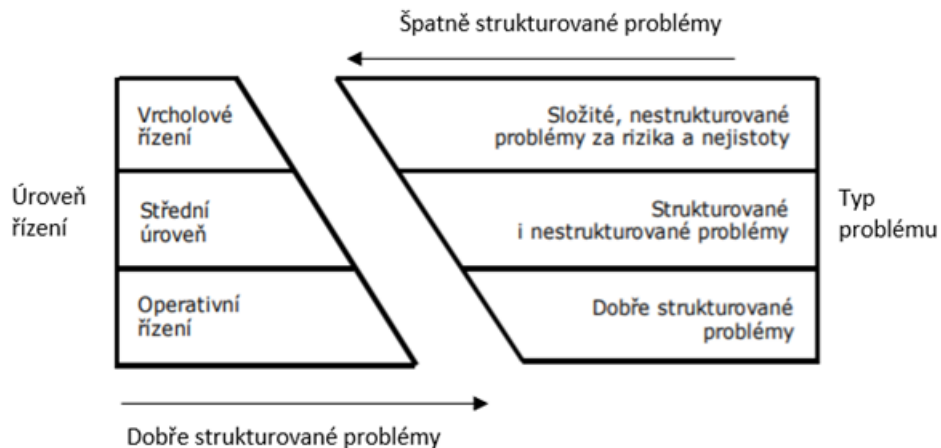 Špatně strukturované problémy
Vrcholové
řízení
Složité, nestrukturované
problémy za rizika a nejistoty
Úroveň
řízení
Střední
úroveň
Strukturované
i nestrukturované problémy
Typ
problému
Operativní
řízení
Dobře strukturované
problémy
Dobře strukturované problémy